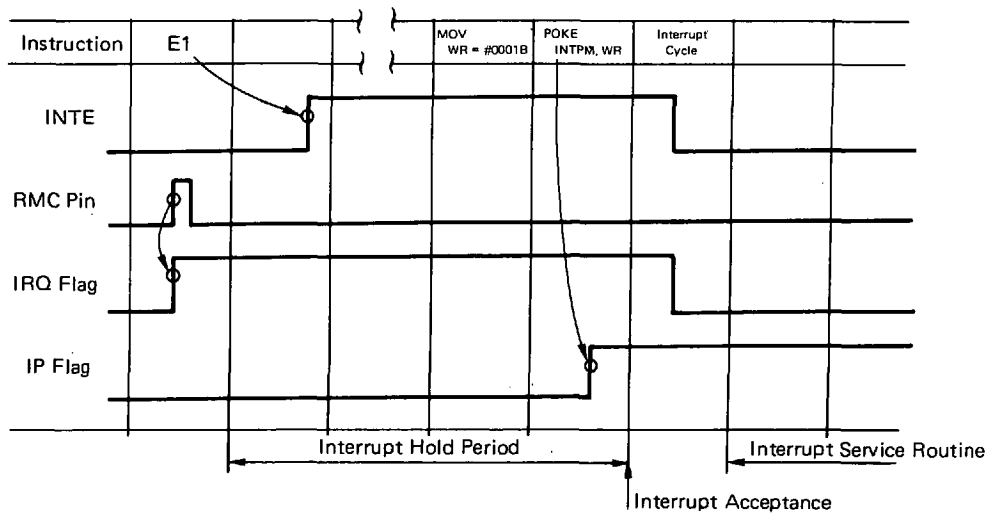 Instruction
E1
MOV
WR = #0001B
POKE
INTPM, WR
Interrupt
Cycle
INTE
RMC Pin
IRQ Flag
IP Flag
Interrupt Hold Period
Interrupt Service Routine
Interrupt Acceptance